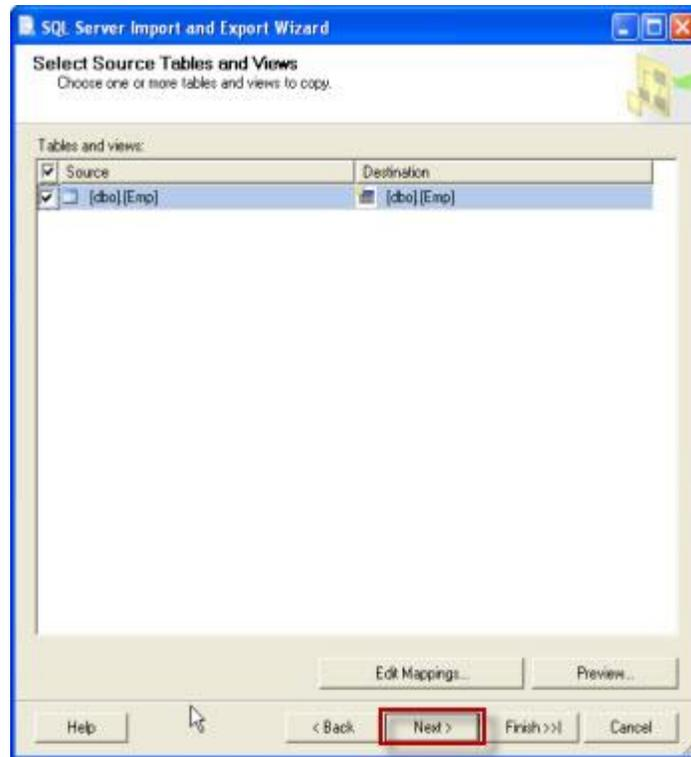 SQL Server Import and Export Wizard
Select Source Tables and Views
Choose one or more tables and views to copy.
Tables and views:
Source Destination
[dbo].[Emp] [dbo].[Emp]
Edit Mappings... Preview...
Help < Back Next > Finish >>| Cancel